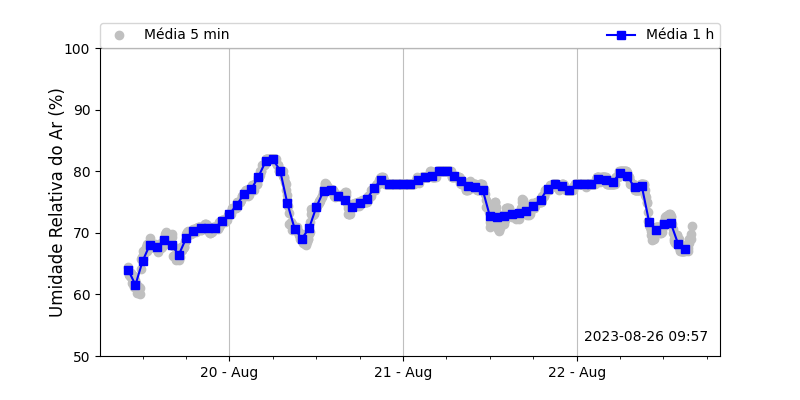 Média 5 min
Média 1 h
100
90
80
70
60
50
Umidade Relativa do Ar (%)
2023-08-26 09:57
20 - Aug
21 - Aug
22 - Aug